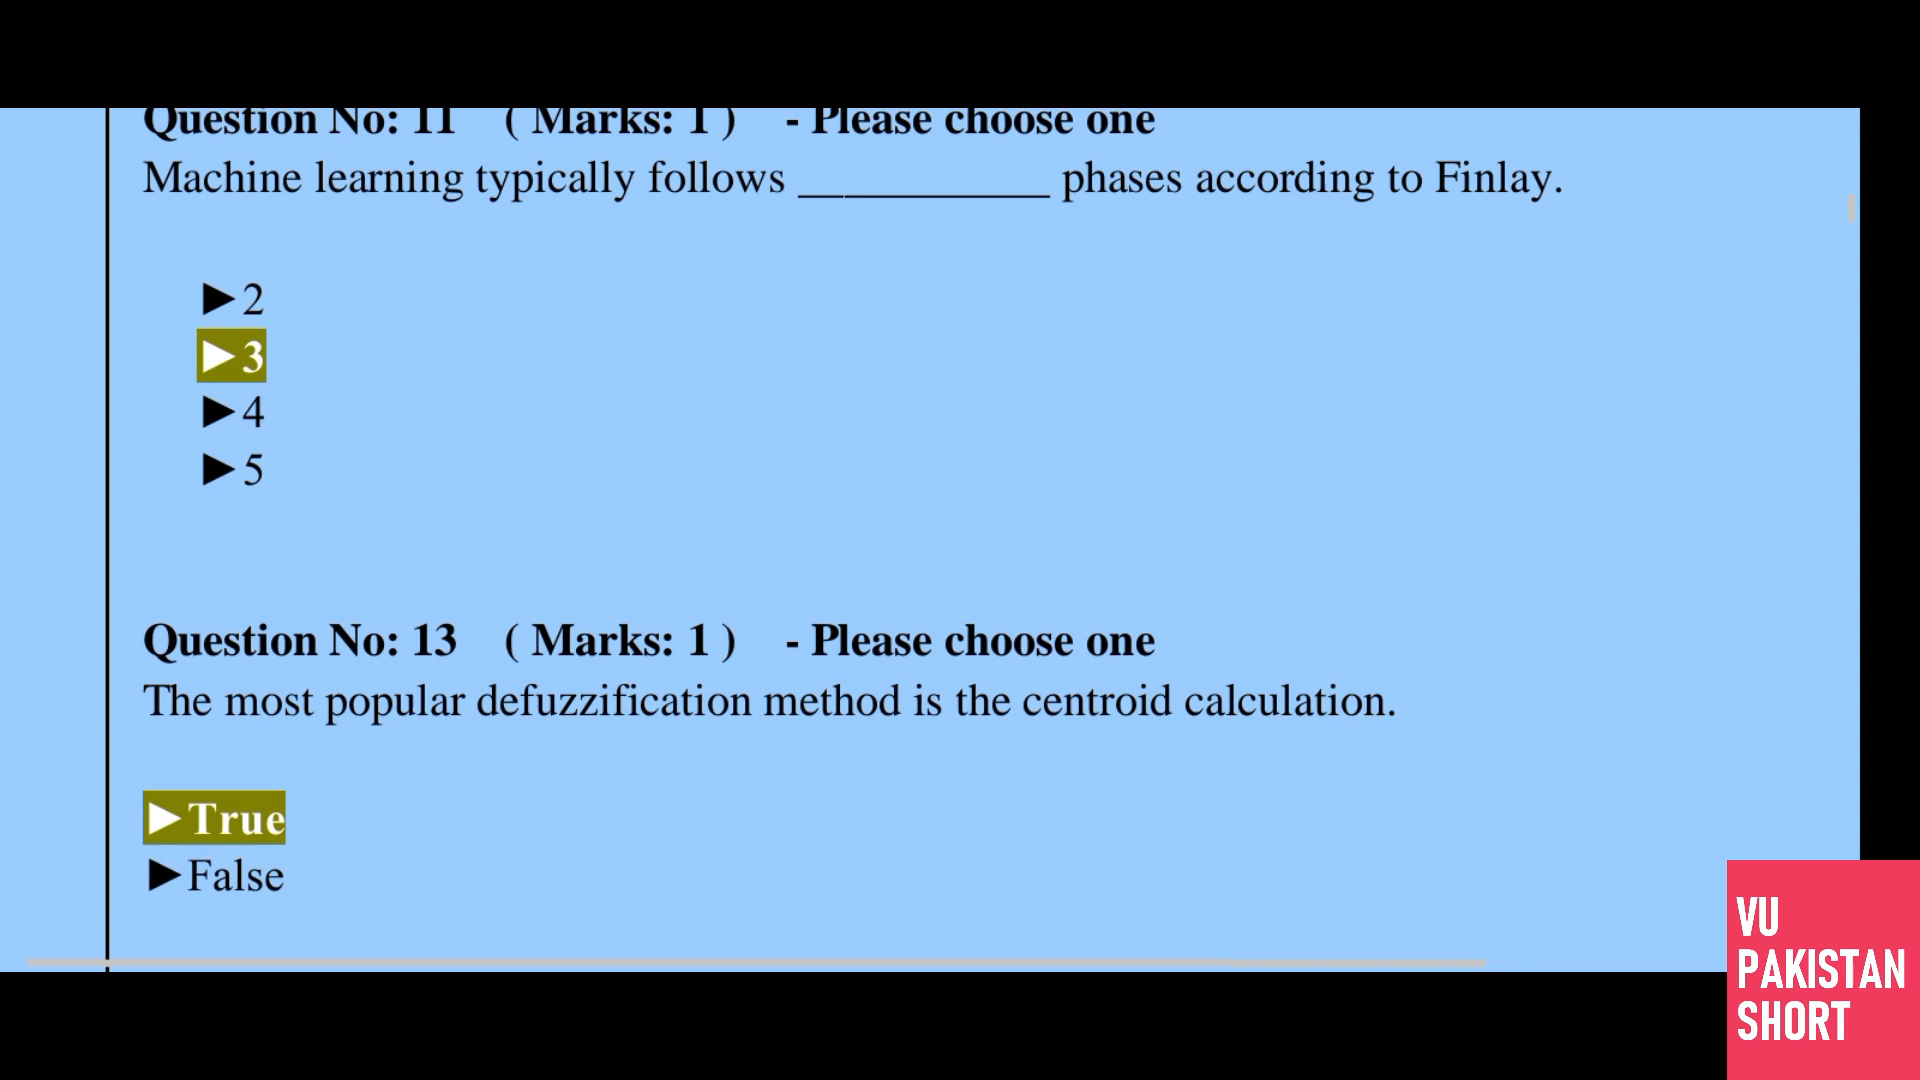 Question No: 11 ( Marks: 1 ) - Please choose one
Machine learning typically follows ___________ phases according to Finlay.
►2
►3
►4
►5
Question No: 13 ( Marks: 1 ) - Please choose one
The most popular defuzzification method is the centroid calculation.
►True
►False
VU
PAKISTAN
SHORT